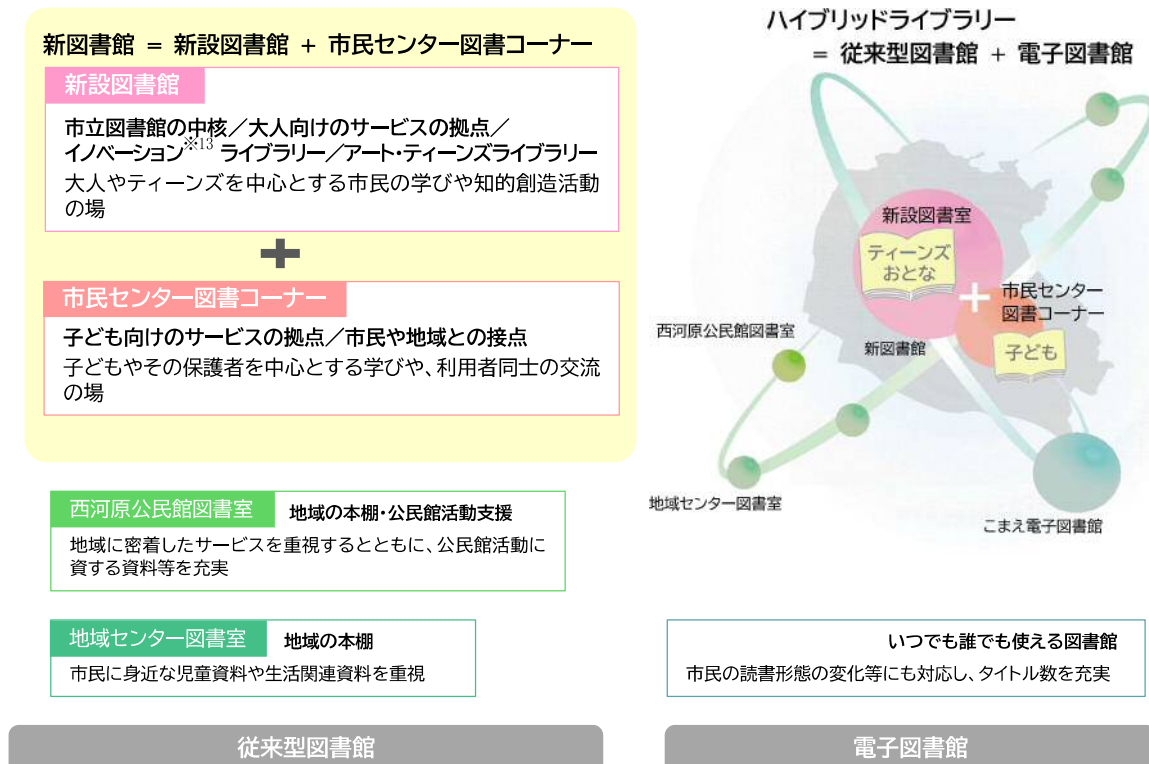 新図書館 = 新設図書館 + 市民センター図書コーナー
新設図書館
市立図書館の中核／大人向けのサービスの拠点／
イノベーション※13 ライブラリー／アート・ティーンズライブラリー
大人やティーンズを中心とする市民の学びや知的創造活動
の場
+
市民センター図書コーナー
子ども向けのサービスの拠点／市民や地域との接点
子どもやその保護者を中心とする学びや、利用者同士の交流
の場
西河原公民館図書室
地域の本棚・公民館活動支援
地域に密着したサービスを重視するとともに、公民館活動に
資する資料等を充実
地域センター図書室
地域の本棚
市民に身近な児童資料や生活関連資料を重視
従来型図書館
ハイブリッドライブラリー
= 従来型図書館 + 電子図書館
新設図書室
ティーンズ
おとな
+
市民センター
図書コーナー
子ども
新図書館
西河原公民館図書室
地域センター図書室
こまえ電子図書館
いつでも誰でも使える図書館
市民の読書形態の変化等にも対応し、タイトル数を充実
電子図書館